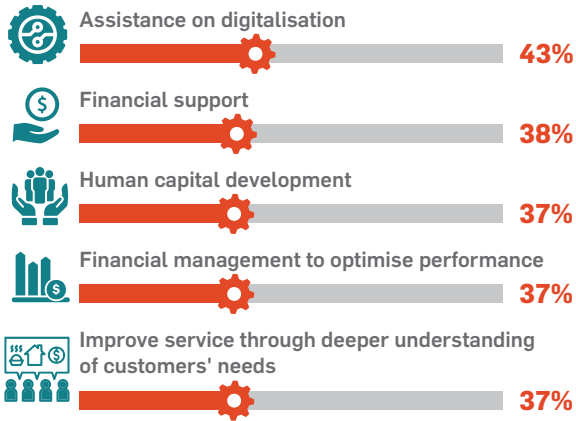 Assistance on digitalisation
43%
$
Financial support
38%
Human capital development
37%
Financial management to optimise performance
$
37%
Improve service through deeper understanding
$
of customers' needs
37%